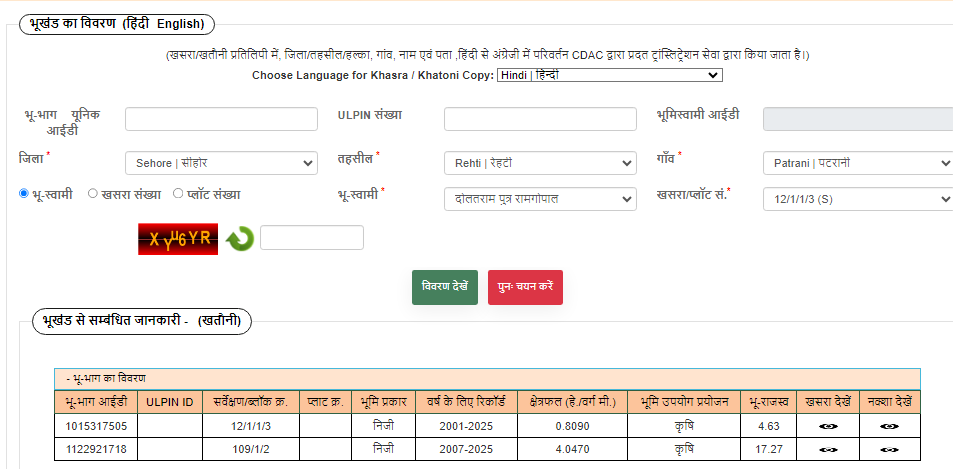 भूखंड का विवरण (हिंदी English)
(खसरा/खतौनी प्रतिलिपी में, जिला/तहसील/हल्का, गांव, नाम एवं पता ,हिंदी से अंग्रेजी में परिवर्तन CDAC द्वारा प्रदत ट्रांस्लिट्रेशन सेवा द्वारा किया जाता है।)
Choose Language for Khasra / Khatoni Copy: Hindi | हिन्दी
भू-भाग यूनिक आईडी ULPIN संख्या भूमिस्वामी आईडी
जिला * Sehore | सीहोर तहसील * Rehti | रेहटी गाँव * Patrani | पटरानी
भू-स्वामी खसरा संख्या प्लॉट संख्या भू-स्वामी * दोलतराम पुत्र रामगोपाल खसरा/प्लॉट सं.* 12/1/1/3 (S)
X Y U 6 Y R
विवरण देखें पुनः चयन करें
भूखंड से सम्बंधित जानकारी - (खतौनी)
- भू-भाग का विवरण
भू-भाग आईडी ULPIN ID सर्वेक्षण/ब्लॉक क्र. प्लाट क्र. भूमि प्रकार वर्ष के लिए रिकॉर्ड क्षेत्रफल (हे./वर्ग मी.) भूमि उपयोग प्रयोजन भू-राजस्व खसरा देखें नक्शा देखें
1015317505 12/1/1/3 निजी 2001-2025 0.8090 कृषि 4.63
1122921718 109/1/2 निजी 2007-2025 4.0470 कृषि 17.27